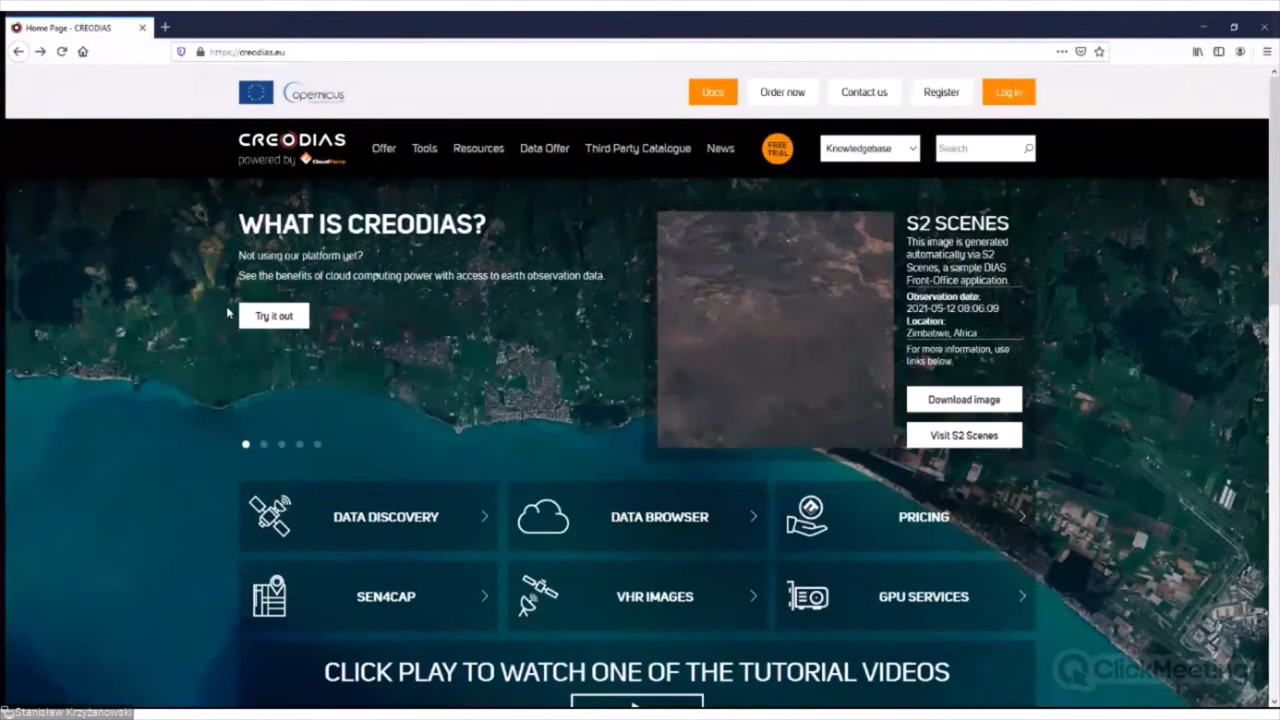 Home Page - CREODIAS
https://creodias.eu
opernicus
Docs
Order now
Contact us
Register
Log in
CREODIAS
powered by CloudFerro
Offer
Tools
Resources
Data Offer
Third Party Catalogue
News
FREE
TRIAL
Knowledgebase
Search
WHAT IS CREODIAS?
Not using our platform yet?
See the benefits of cloud computing power with access to earth observation data.
Try it out
S2 SCENES
This image is generated
automatically via S2
Scenes, a sample DIAS
Front-Office application.
Observation date:
2021-05-12 08:06:09
Location:
Zimbabwe, Africa
For more information, use
links below.
Download image
Visit S2 Scenes
DATA DISCOVERY
DATA BROWSER
PRICING
SEN4CAP
VHR IMAGES
GPU SERVICES
CLICK PLAY TO WATCH ONE OF THE TUTORIAL VIDEOS
ClickMeeting
Stanisław Krzyżanowski